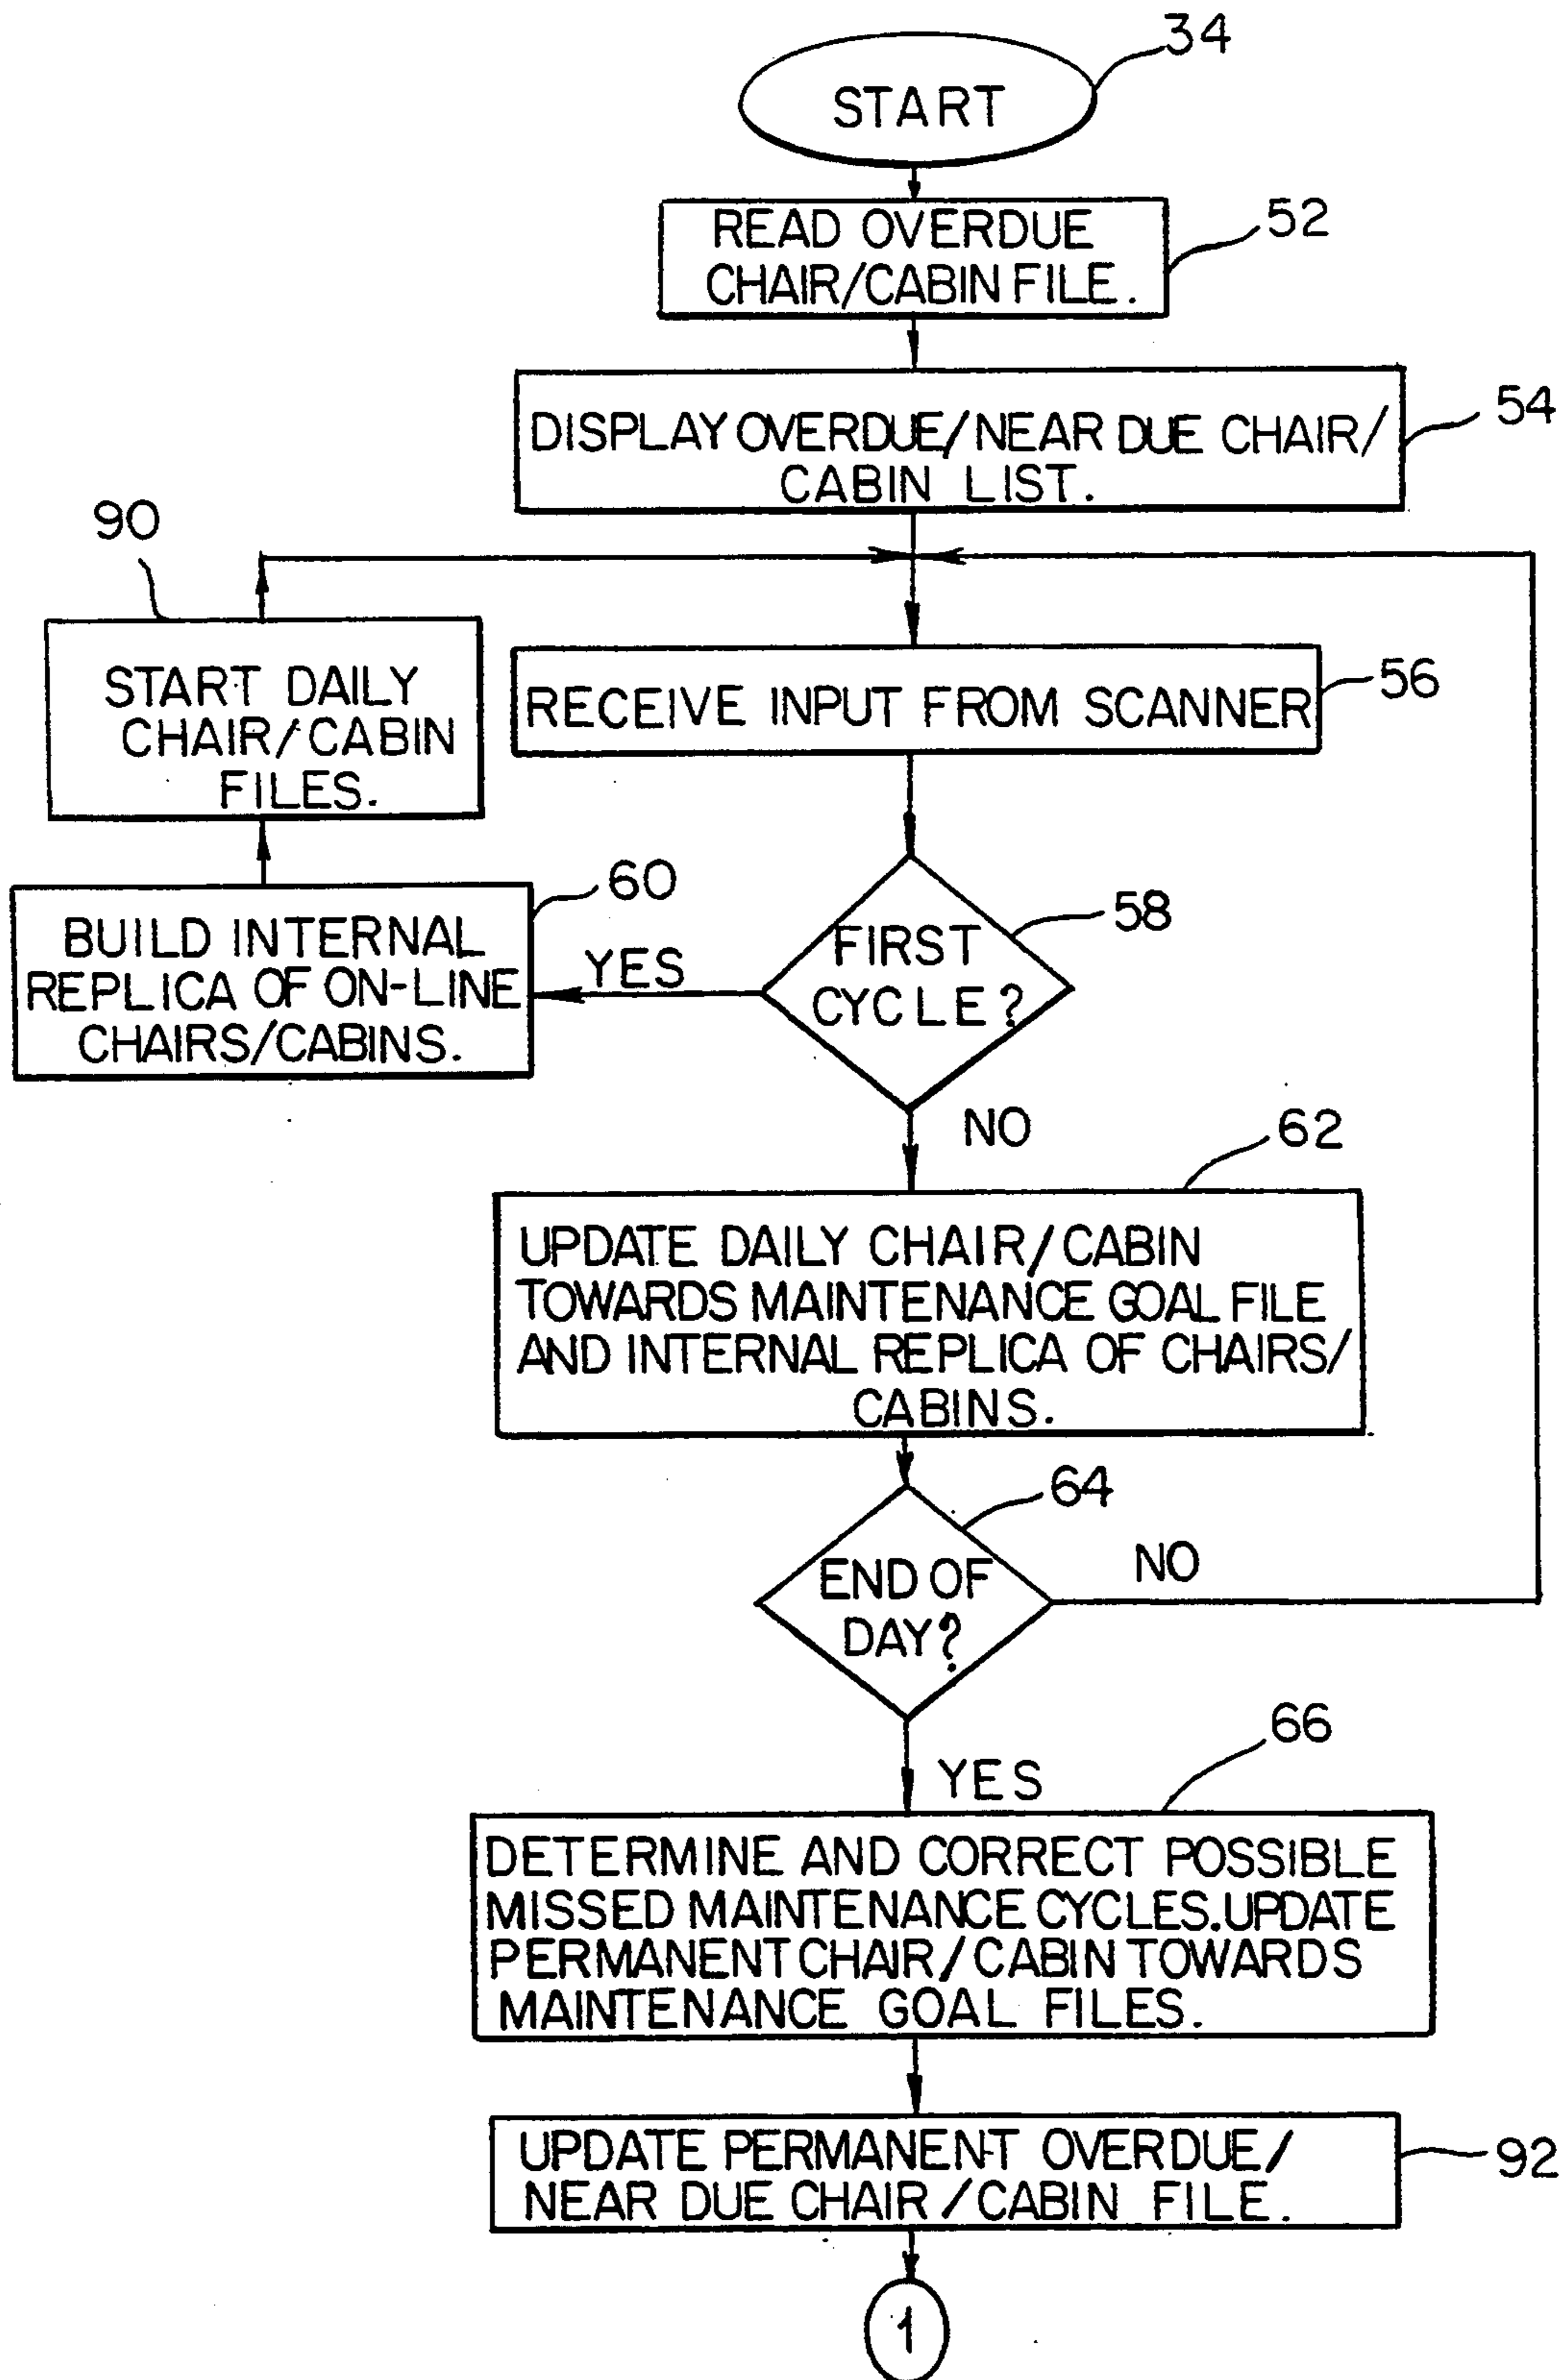 34
START
52
READ OVERDUE
CHAIR/CABIN FILE.
54
DISPLAY OVERDUE/NEAR DUE CHAIR/
CABIN LIST.
90
START DAILY
CHAIR/CABIN
FILES.
56
RECEIVE INPUT FROM SCANNER
60
BUILD INTERNAL
REPLICA OF ON-LINE
CHAIRS/CABINS.
YES
58
FIRST
CYCLE?
NO
62
UPDATE DAILY CHAIR/CABIN
TOWARDS MAINTENANCE GOAL FILE
AND INTERNAL REPLICA OF CHAIRS/
CABINS.
64
END OF
DAY?
NO
YES
66
DETERMINE AND CORRECT POSSIBLE
MISSED MAINTENANCE CYCLES.UPDATE
PERMANENT CHAIR/CABIN TOWARDS
MAINTENANCE GOAL FILES.
92
UPDATE PERMANENT OVERDUE/
NEAR DUE CHAIR/CABIN FILE.
1